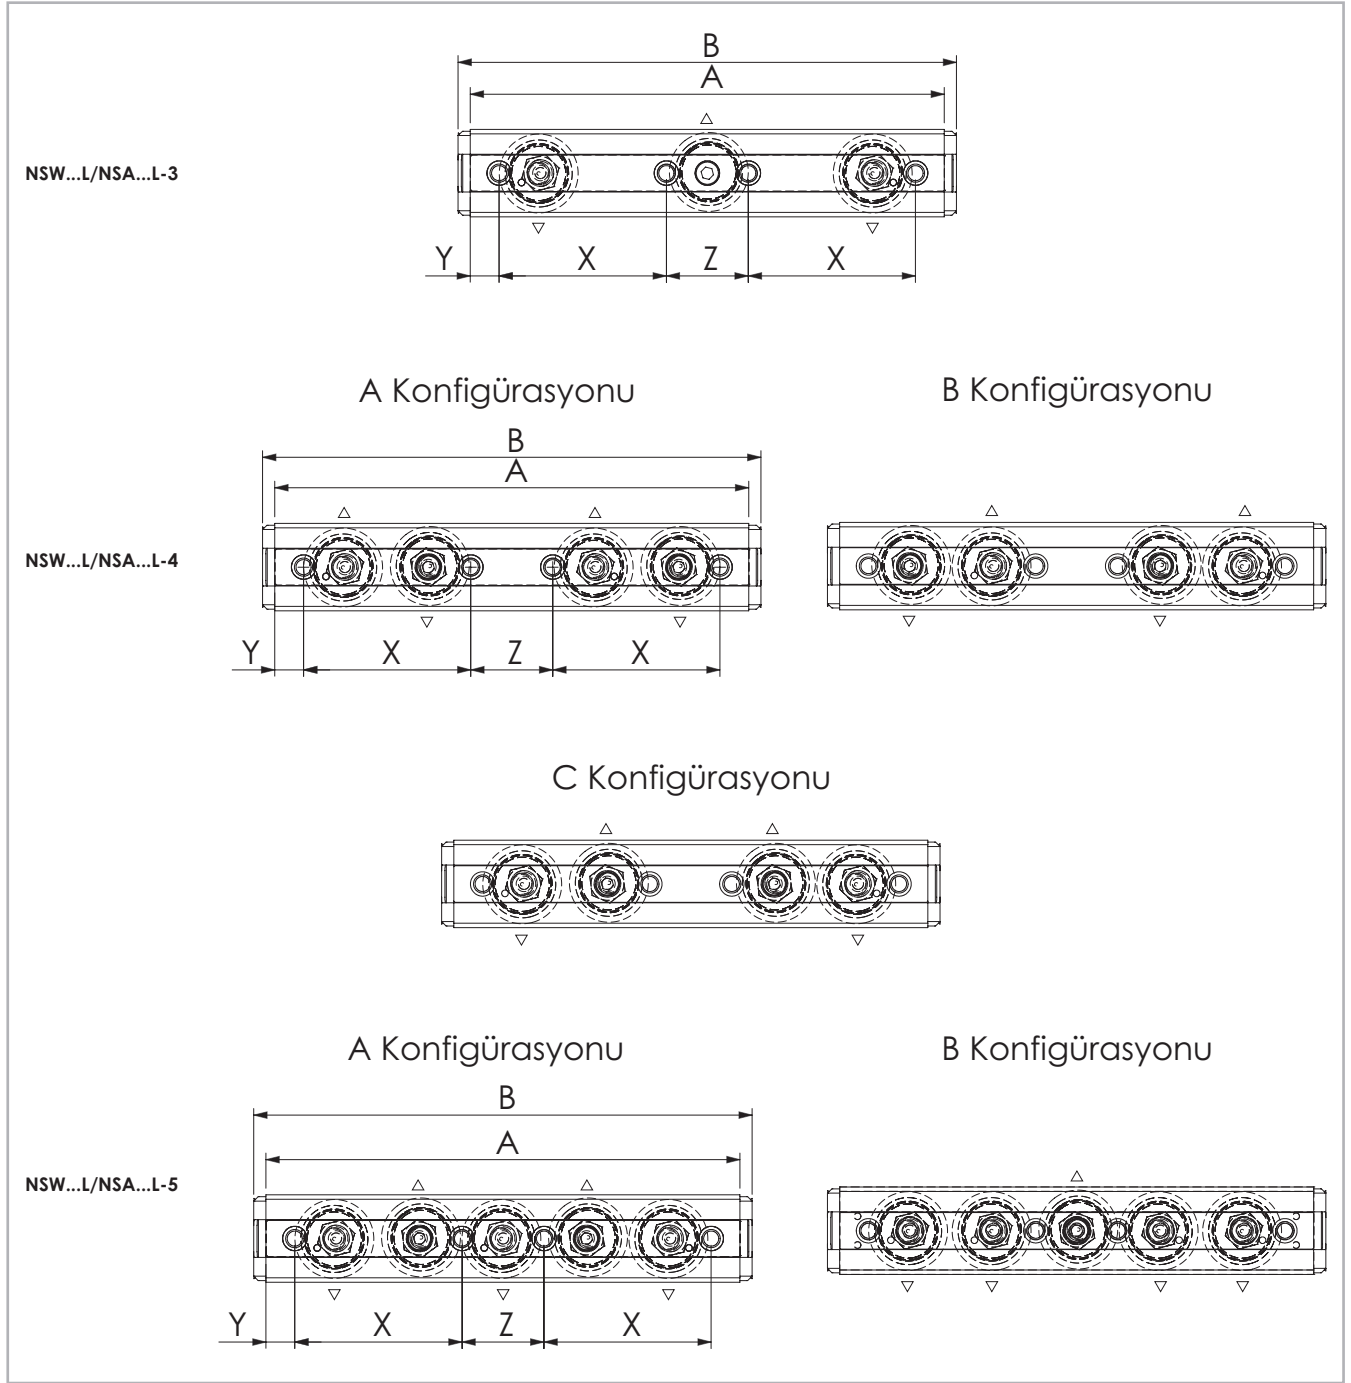 B
A
NSW...L/NSA...L-3
Y X Z X
A Konfigürasyonu B Konfigürasyonu
B
A
NSW...L/NSA...L-4
Y X Z X
C Konfigürasyonu
A Konfigürasyonu B Konfigürasyonu
B
A
NSW...L/NSA...L-5
Y X Z X